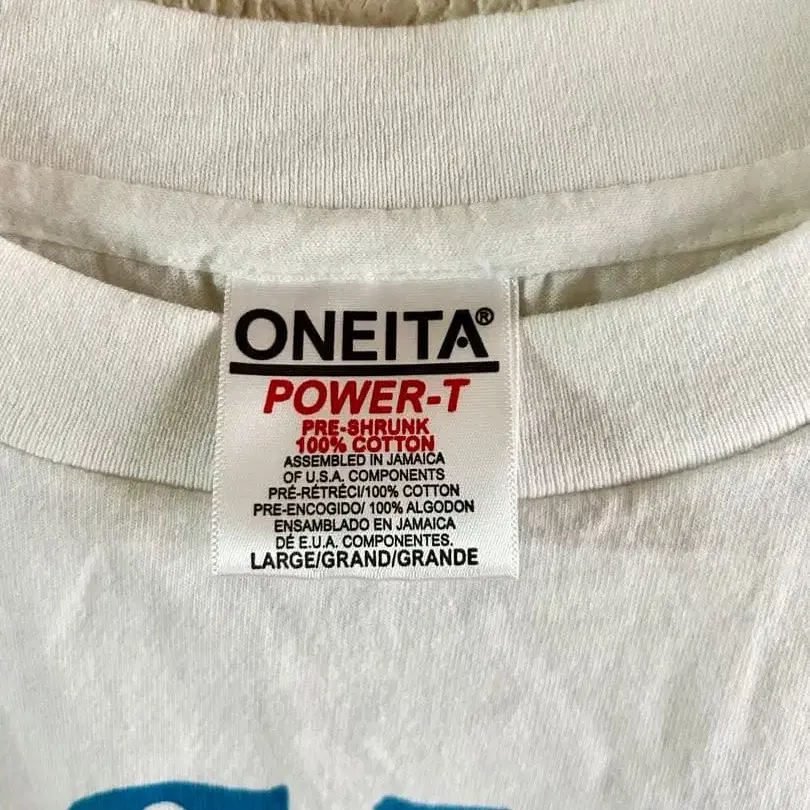 ONEITA®
POWER-T
PRE-SHRUNK
100% COTTON
ASSEMBLED IN JAMAICA
OF U.S.A. COMPONENTS
PRÉ-RÉTRÉCI/100% COTTON
PRE-ENCOGIDO/ 100% ALGODON
ENSAMBLADO EN JAMAICA
DÉ E.U.A. COMPONENTES.
LARGE/GRAND/GRANDE